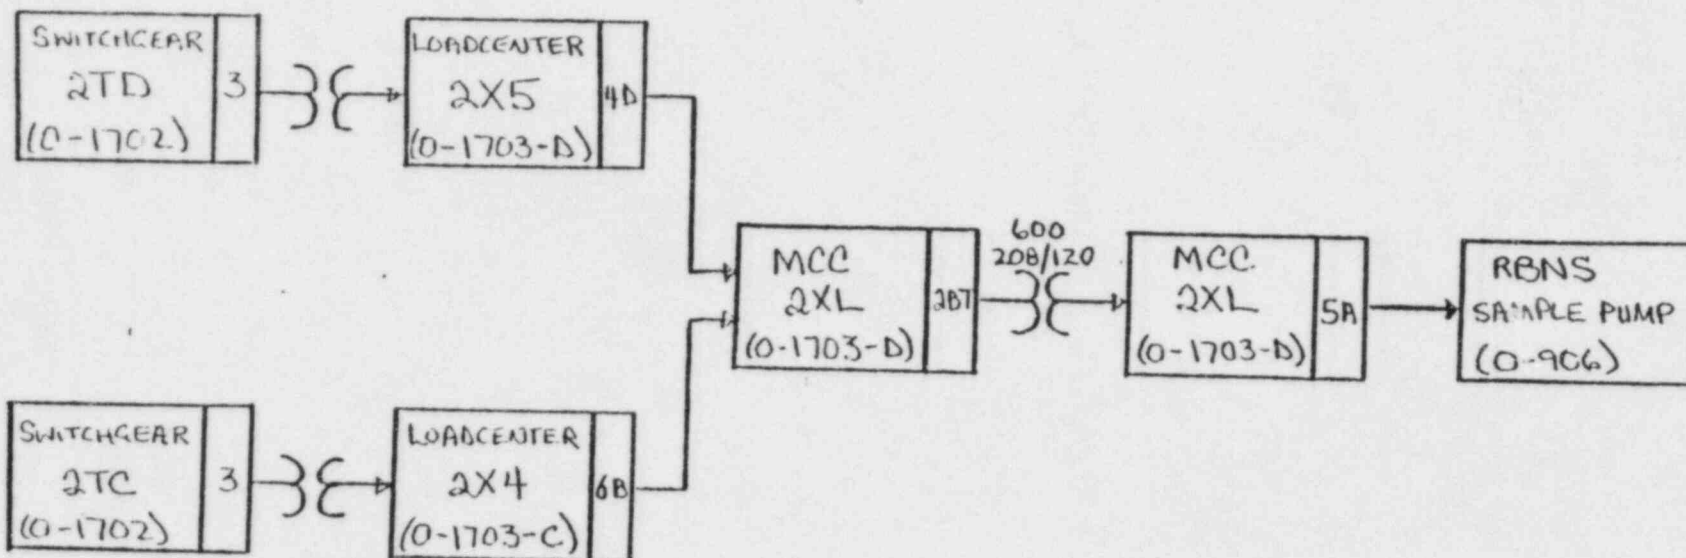 SWITCHGEAR
2TD
(0-1702)
3
LOADCENTER
2X5
(0-1703-D)
4D
SWITCHGEAR
2TC
(0-1702)
3
LOADCENTER
2X4
(0-1703-C)
6B
MCC
2XL
(0-1703-D)
2BT
600
208/120
MCC
2XL
(0-1703-D)
5A
RBNS
SAMPLE PUMP
(0-906)